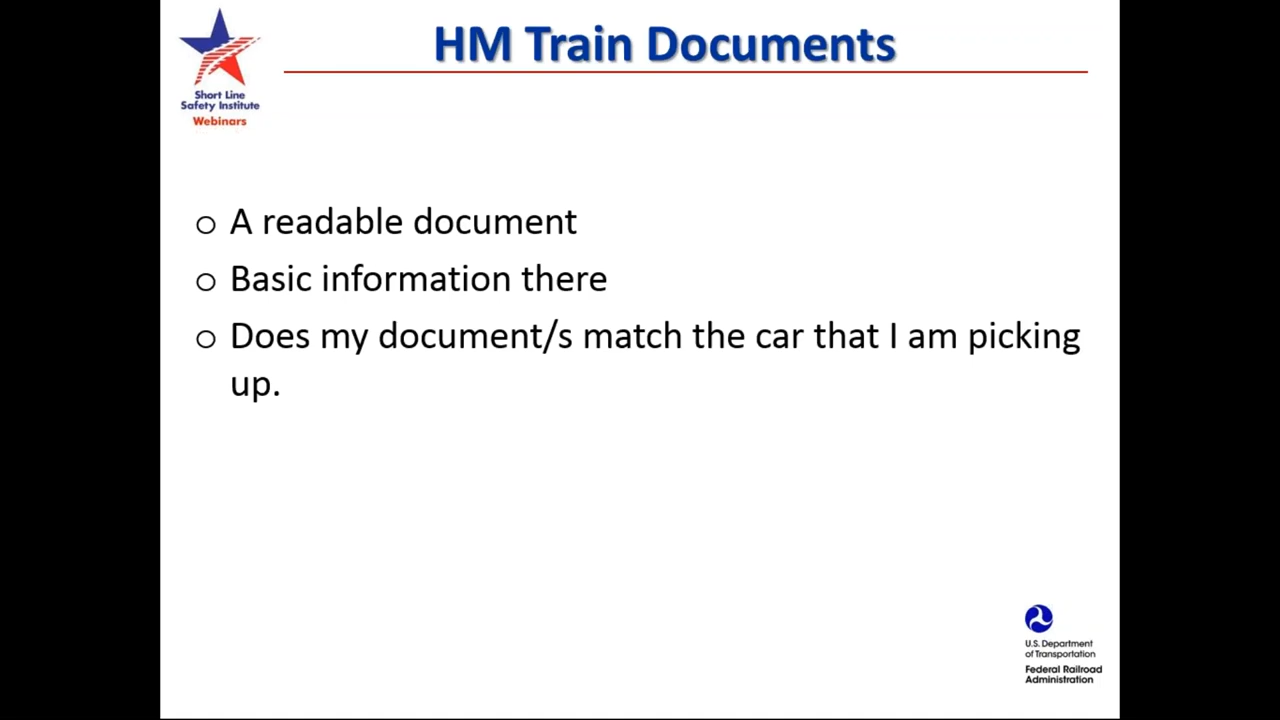 HM Train Documents
Short Line
Safety Institute
Webinars
A readable document
Basic information there
Does my document/s match the car that I am picking
up.
U.S. Department
of Transportation
Federal Railroad
Administration